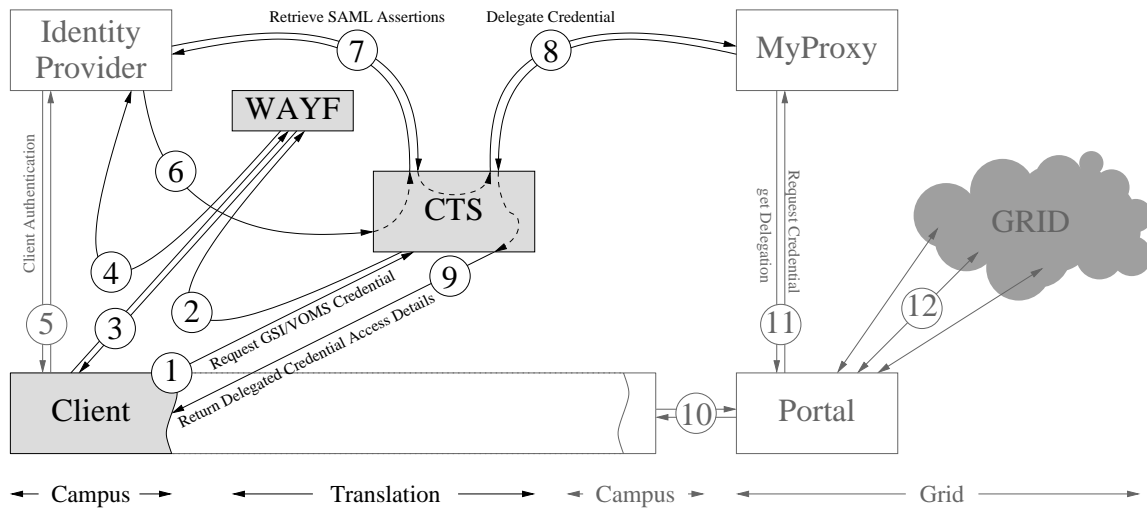 Retrieve SAML Assertions
Delegate Credential
Identity
Provider
7
8
MyProxy
WAYF
6
CTS
Client Authentication
Request Credential
get Delegation
GRID
4
9
2
3
5
Request GSI/VOMS Credential
Return Delegated Credential Access Details
11
12
1
Client
10
Portal
Campus
Translation
Campus
Grid